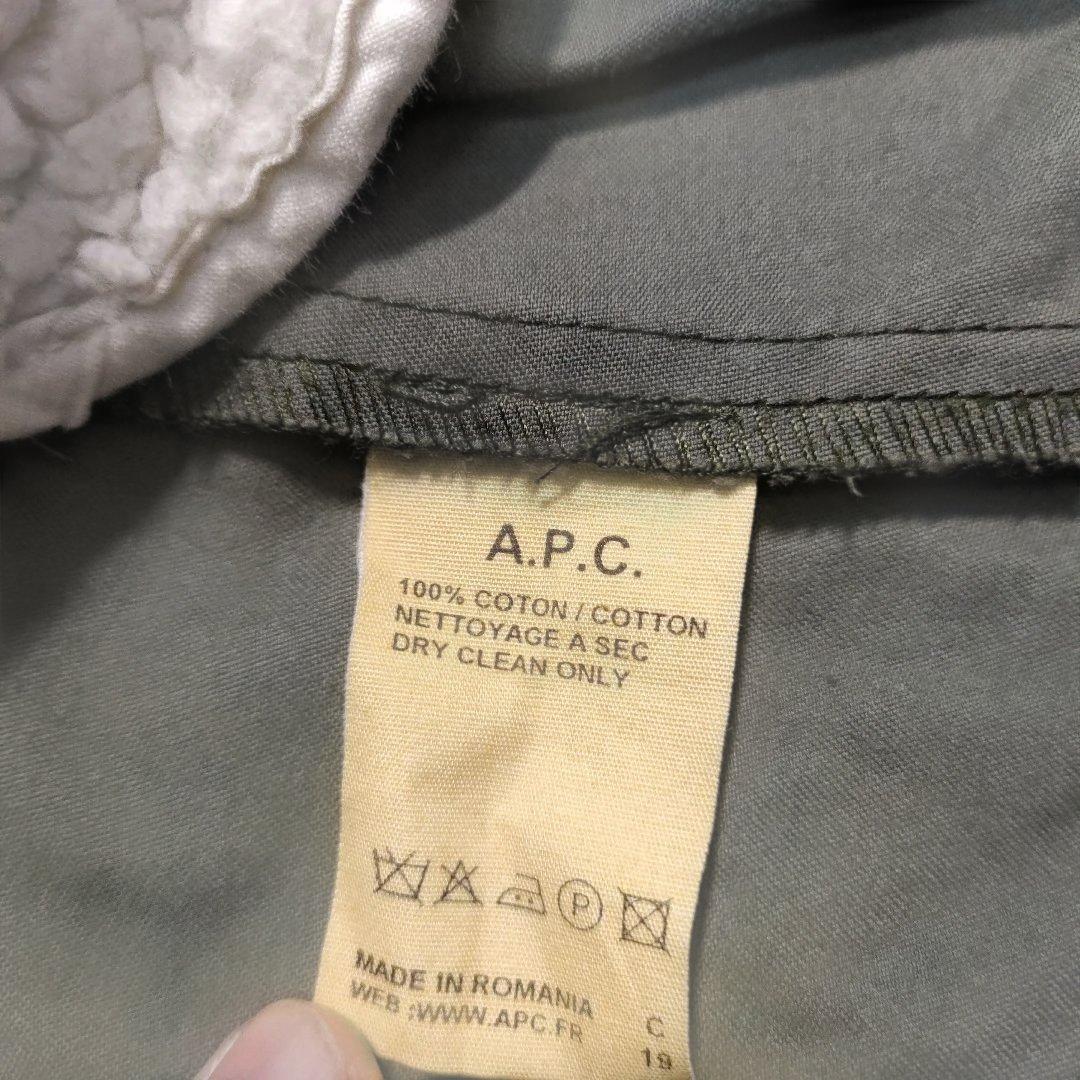 A.P.C.
100% COTON / COTTON
NETTOYAGE A SEC
DRY CLEAN ONLY
P
MADE IN ROMANIA
WEB :WWW.APC.FR
C
19